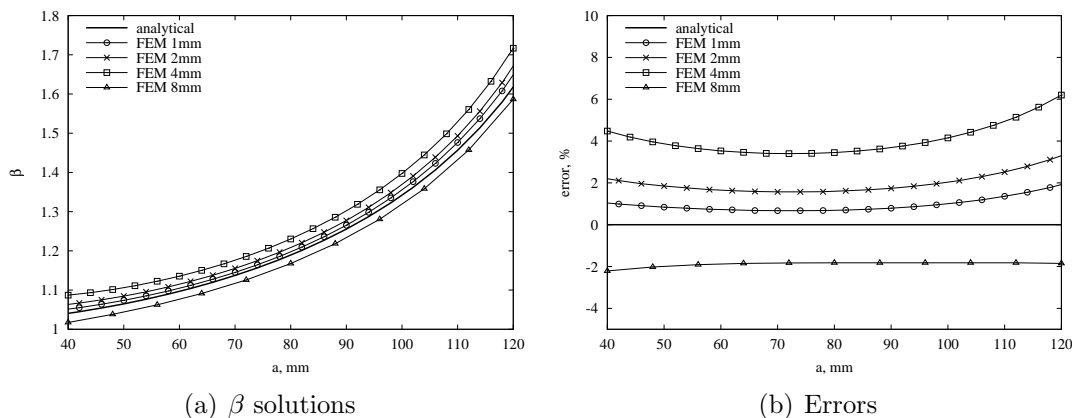 1.8
1.7
1.6
1.5
1.4
1.3
1.2
1.1
1
β
40 50 60 70 80 90 100 110 120
a, mm
analytical
FEM 1mm
FEM 2mm
FEM 4mm
FEM 8mm
(a) β solutions
10
8
6
4
2
0
-2
-4
error, %
40 50 60 70 80 90 100 110 120
a, mm
analytical
FEM 1mm
FEM 2mm
FEM 4mm
FEM 8mm
(b) Errors